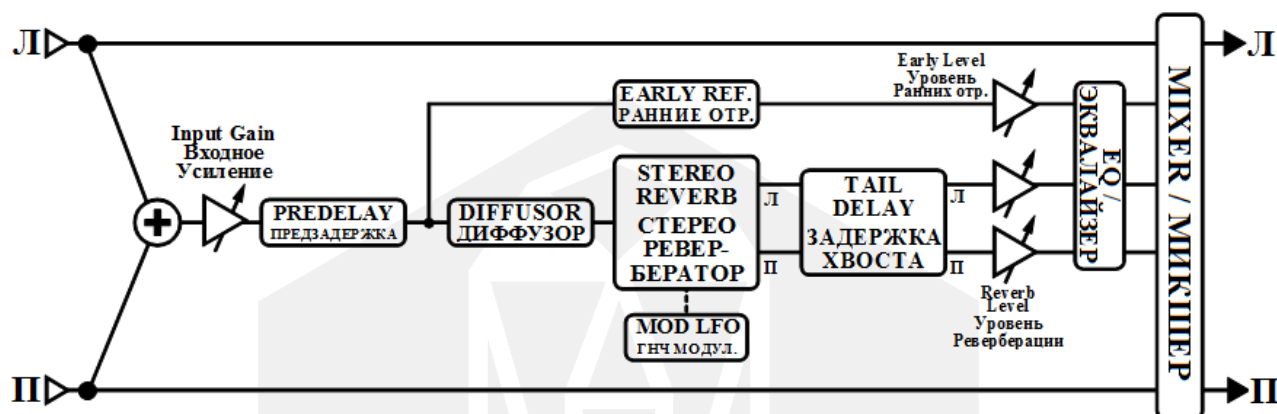 Л
Л
Early Level
Уровень
Ранних отр.
EARLY REF.
РАННИЕ ОТР.
Input Gain
Входное
Усиление
+
PREDELAY
ПРЕДЗАДЕРЖКА
DIFFUSOR
ДИФФУЗОР
STEREO
REVERB
СТЕРЕО
РЕВЕР-
БЕРАТОР
Л
П
TAIL
DELAY
ЗАДЕРЖКА
ХВОСТА
Л
П
EQ /
ЭКВАЛАЙЗЕР
MIXER / МИКШЕР
MOD LFO
ГНЧ МОДУЛ.
Reverb
Level
Уровень
Реверберации
П
П